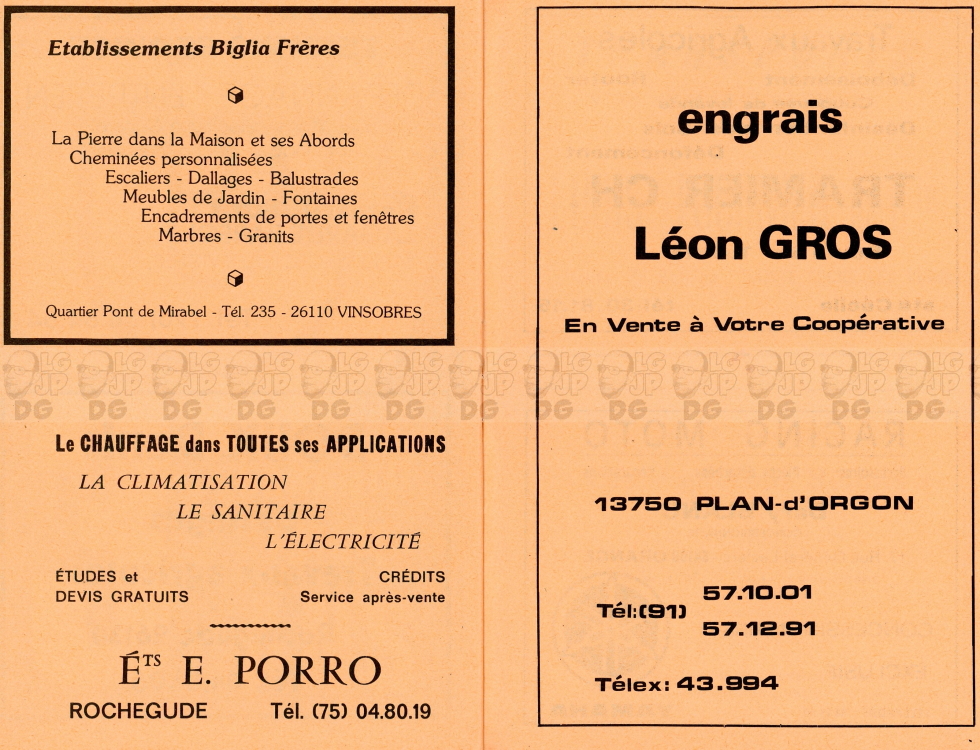 Etablissements Biglia Frères
La Pierre dans la Maison et ses Abords
Cheminées personnalisées
Escaliers - Dallages - Balustrades
Meubles de Jardin - Fontaines
Encadrements de portes et fenêtres
Marbres - Granits
Quartier Pont de Mirabel - Tél. 235 - 26110 VINSOBRES
Le CHAUFFAGE dans TOUTES ses APPLICATIONS
LA CLIMATISATION
LE SANITAIRE
L'ÉLECTRICITÉ
ÉTUDES et
DEVIS GRATUITS
CRÉDITS
Service après-vente
ÉTS E. PORRO
ROCHEGUDE Tél. (75) 04.80.19
engrais
Léon GROS
En Vente à Votre Coopérative
13750 PLAN-d'ORGON
Tél:(91) 57.10.01
57.12.91
Télex: 43.994